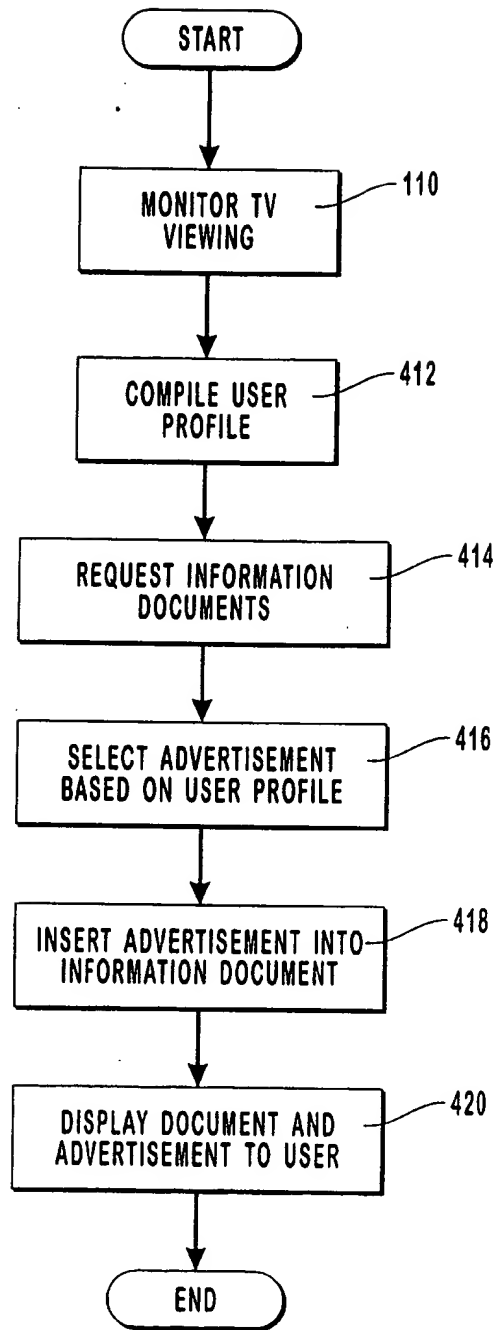 START
110
MONITOR TV
VIEWING
412
COMPILE USER
PROFILE
414
REQUEST INFORMATION
DOCUMENTS
416
SELECT ADVERTISEMENT
BASED ON USER PROFILE
418
INSERT ADVERTISEMENT INTO
INFORMATION DOCUMENT
420
DISPLAY DOCUMENT AND
ADVERTISEMENT TO USER
END